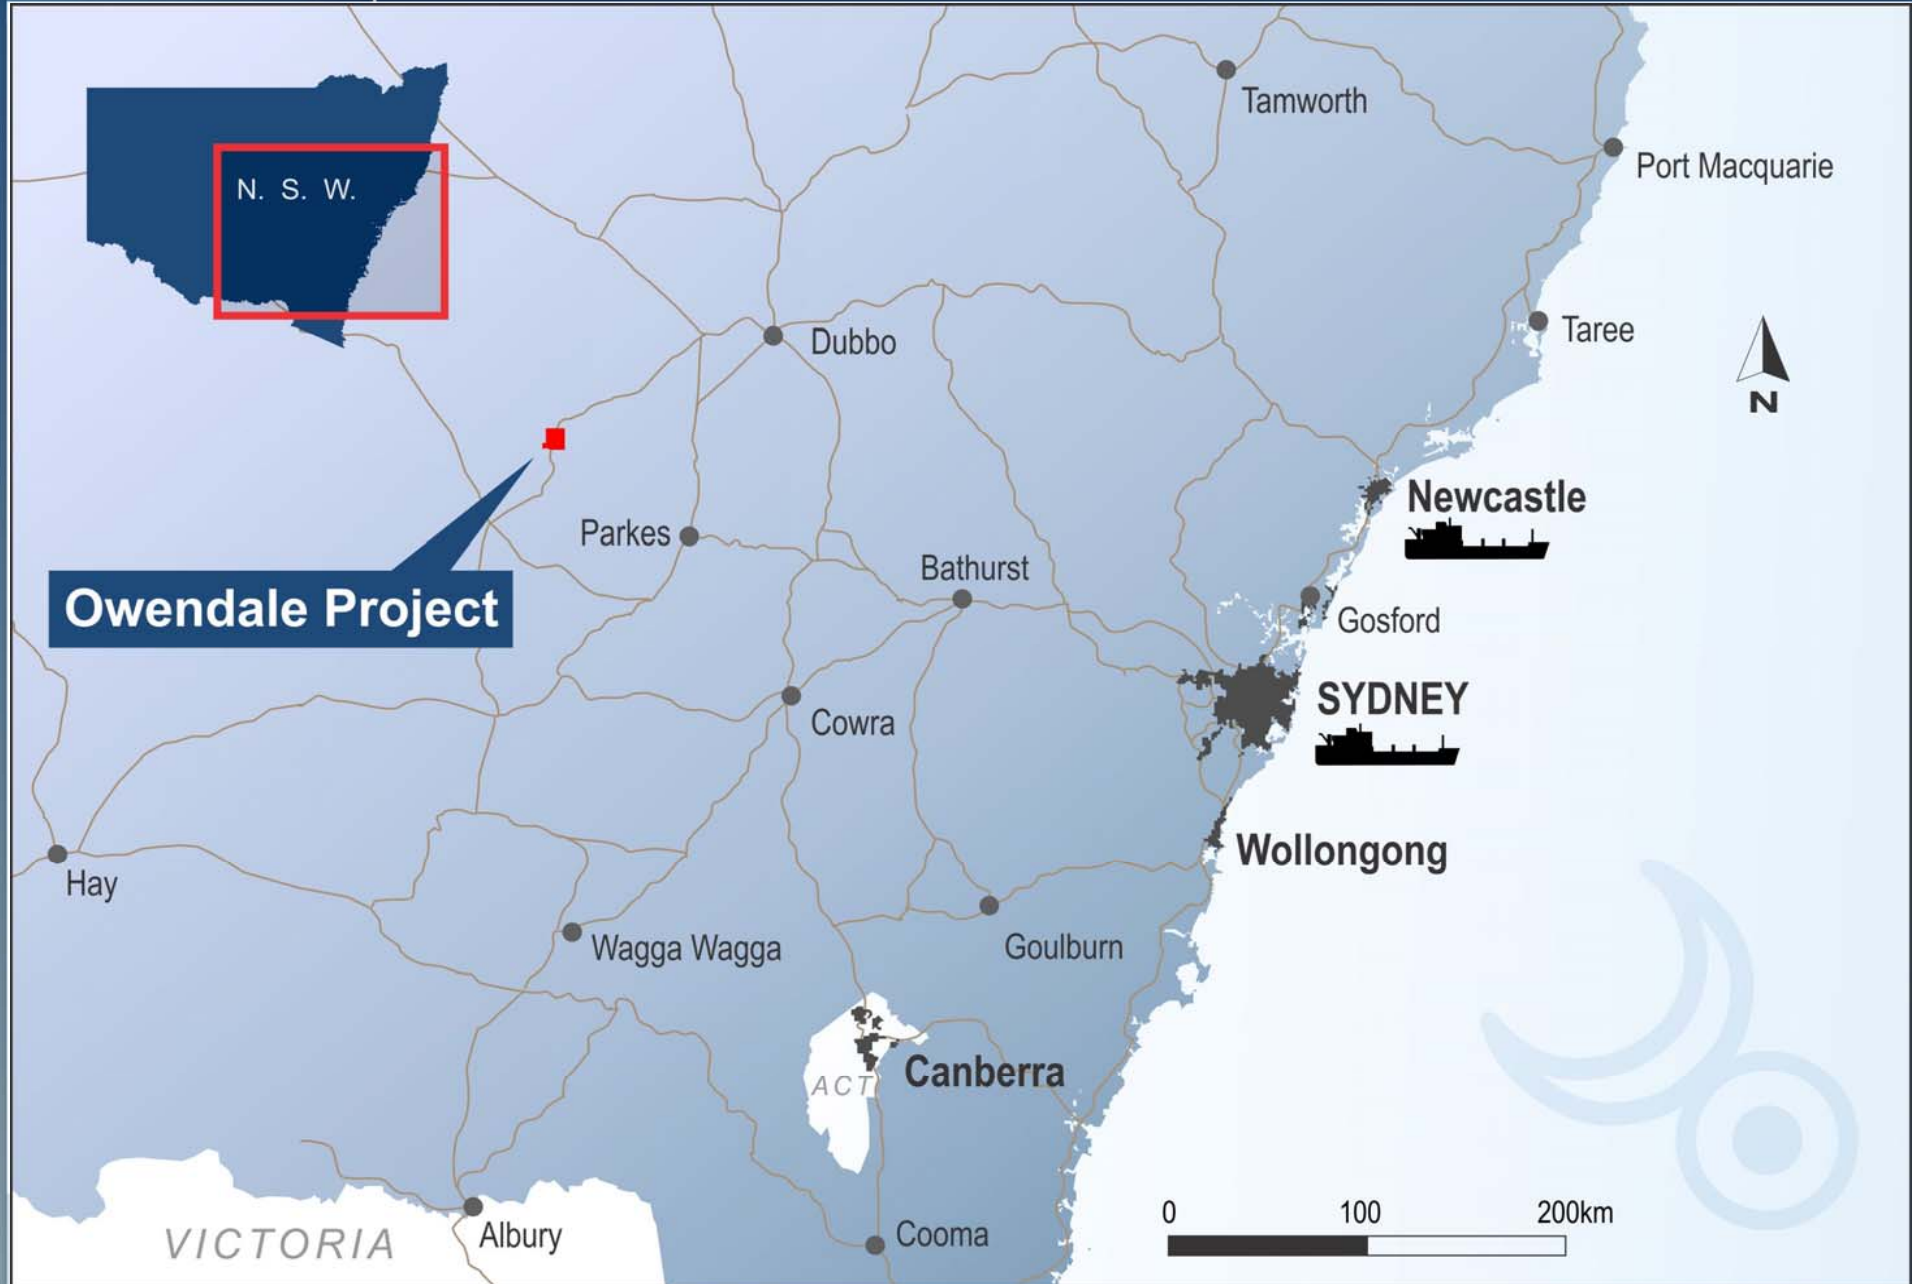 Tamworth
Port Macquarie
N. S. W.
Taree
Dubbo
N
Newcastle
Parkes
Bathurst
Owendale Project
Gosford
SYDNEY
Cowra
Wollongong
Hay
Wagga Wagga
Goulburn
Canberra
ACT
0 100 200km
VICTORIA
Albury
Cooma